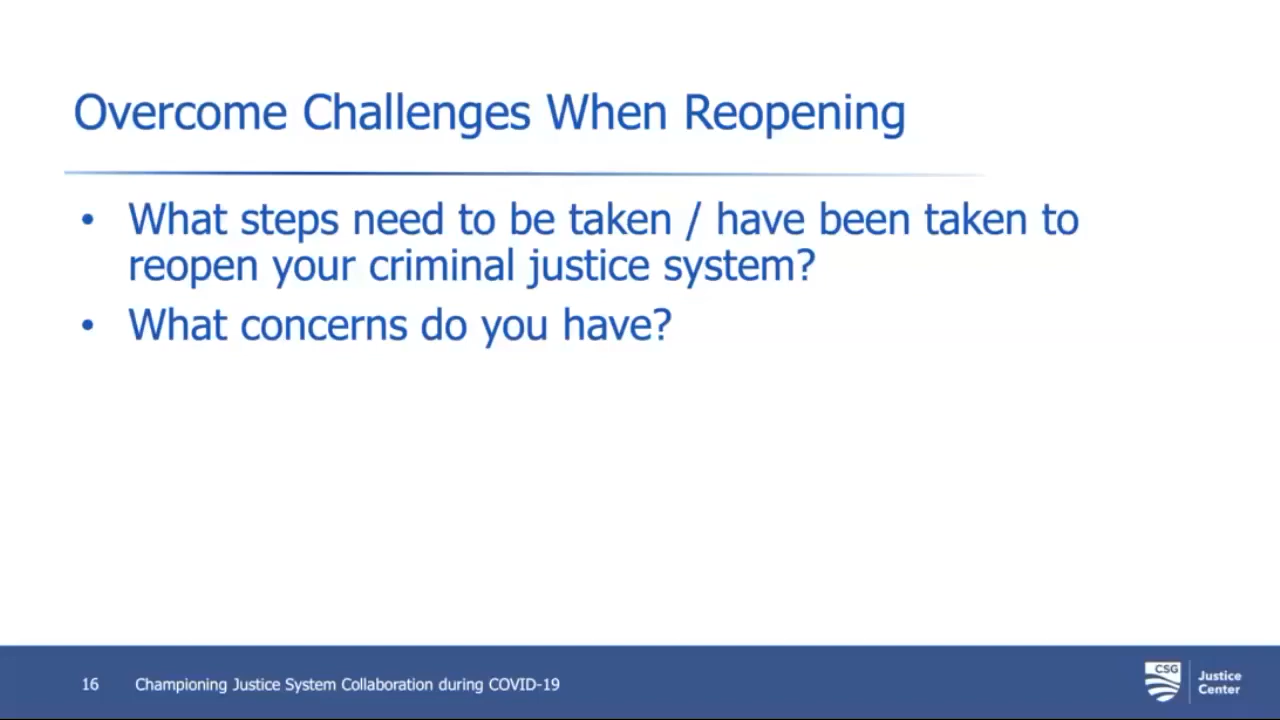 Overcome Challenges When Reopening
• What steps need to be taken / have been taken to
reopen your criminal justice system?
• What concerns do you have?
16 Championing Justice System Collaboration during COVID-19
CSG
Justice
Center